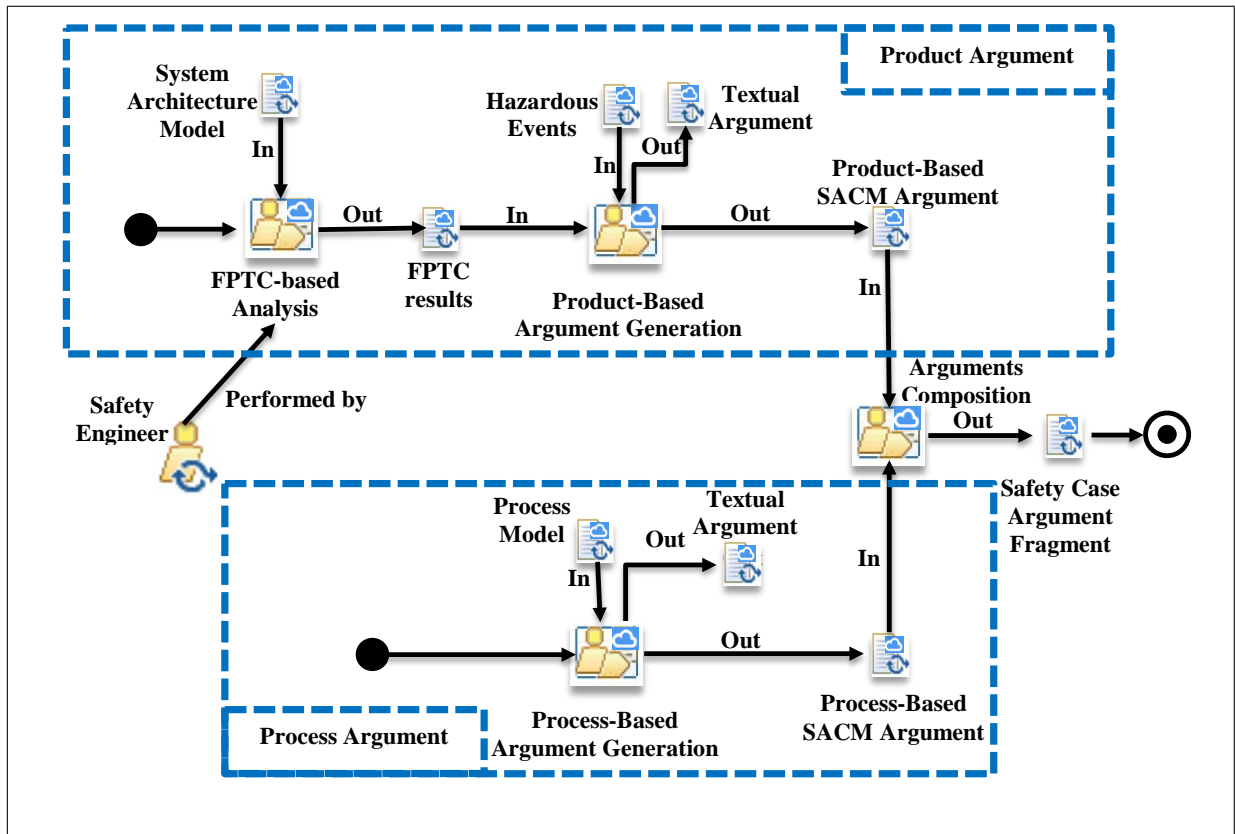 Product Argument
System
Architecture
Model
Hazardous
Events
Textual
Argument
In
In
Out
Product-Based
SACM Argument
Out
In
Out
FPTC-based
Analysis
FPTC
results
Product-Based
Argument Generation
In
Safety
Engineer
Performed by
Arguments
Composition
Out
Safety Case
Argument
Fragment
Process
Model
Textual
Argument
In
Out
In
Out
Process-Based
Argument Generation
Process-Based
SACM Argument
Process Argument